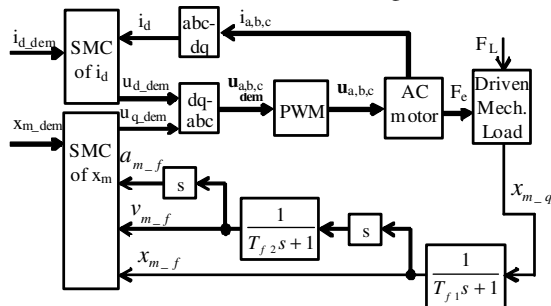 i_d_dem
SMC
of i_d
i_d
abc-
dq
i_a,b,c
u_d_dem
u_q_dem
dq-
abc
u_a,b,c
dem
PWM
u_a,b,c
AC
motor
F_e
F_L
Driven
Mech.
Load
x_m_dem
SMC
of x_m
a_m_f
s
v_m_f
1
T_f2 s+1
s
x_m_f
1
T_f1 s+1
x_m_q